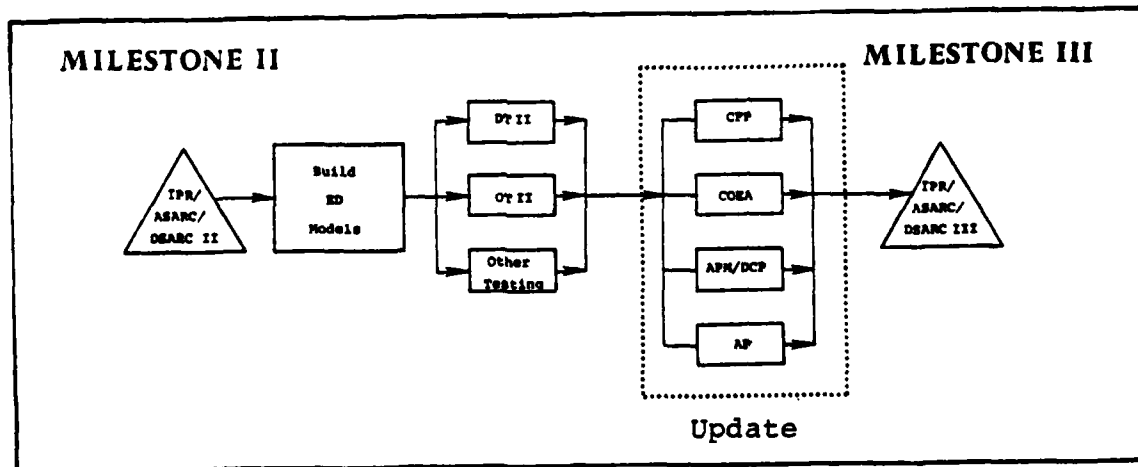 MILESTONE II
MILESTONE III
IPR/
ASARC/
DSARC II
Build
ED
Models
DT II
OT II
Other
Testing
CFP
COEA
APM/DCP
AP
IPR/
ASARC/
DSARC III
Update